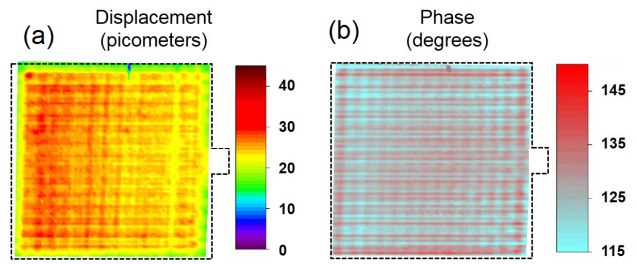 (a)
Displacement
(picometers)
40
30
20
10
0
(b)
Phase
(degrees)
145
135
125
115